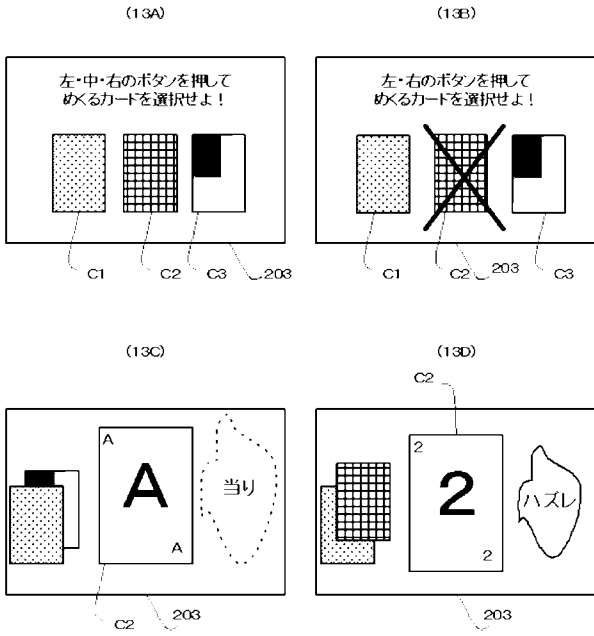 (13A)
左・中・右のボタンを押して
めくるカードを選択せよ！
C1
C2
C3
203
(13B)
左・右のボタンを押して
めくるカードを選択せよ！
C1
C2
203
C3
(13C)
A
A
A
当り
C2
203
(13D)
C2
2
2
2
ハズレ
203